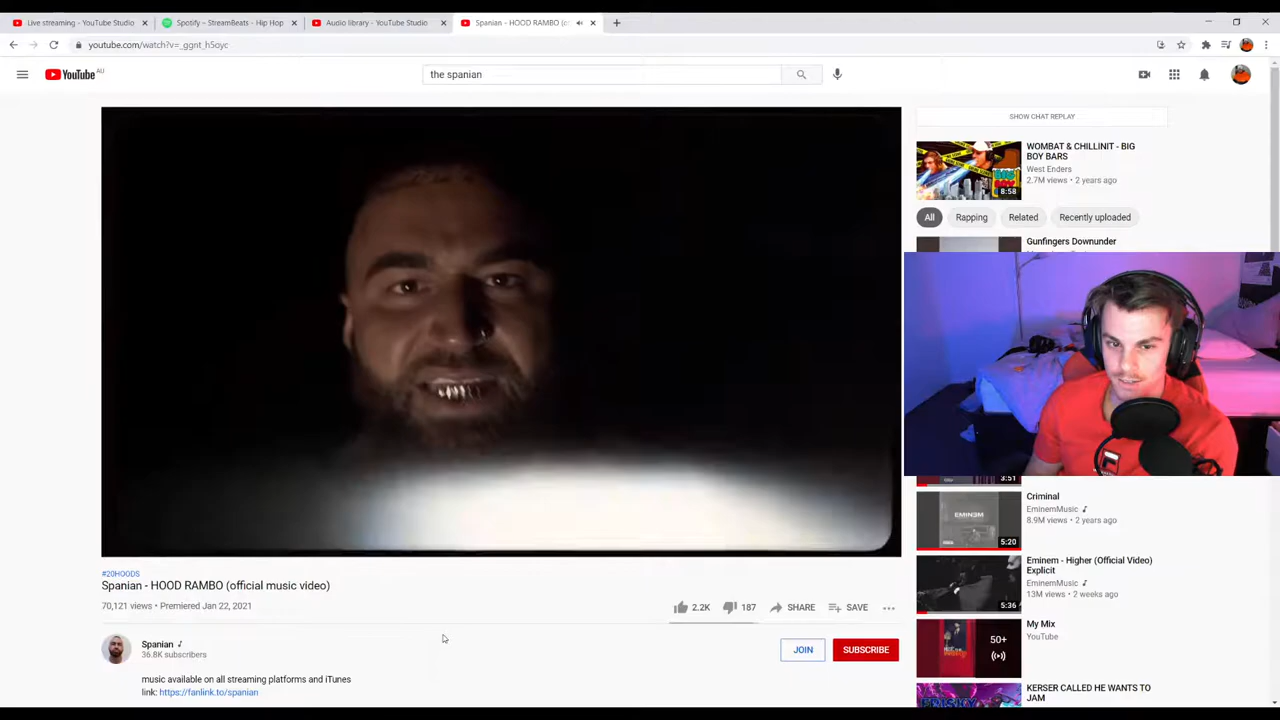 Live streaming - YouTube Studio
Spotify – StreamBeats - Hip Hop
Audio library - YouTube Studio
Spanian - HOOD RAMBO (o
youtube.com/watch?v=_ggnt_h5oyc
YouTube AU
the spanian
SHOW CHAT REPLAY
WOMBAT & CHILLINIT - BIG
BOY BARS
West Enders
2.7M views • 2 years ago
8:58
All
Rapping
Related
Recently uploaded
Gunfingers Downunder
3:51
Criminal
EminemMusic
8.9M views • 2 years ago
EMINEM
5:20
Eminem - Higher (Official Video)
Explicit
EminemMusic
13M views • 2 weeks ago
5:36
My Mix
YouTube
50+
KERSER CALLED HE WANTS TO
JAM
FILA
#20HOODS
Spanian - HOOD RAMBO (official music video)
70,121 views • Premiered Jan 22, 2021
2.2K
187
SHARE
SAVE
Spanian
36.8K subscribers
JOIN
SUBSCRIBE
music available on all streaming platforms and iTunes
link: https://fanlink.to/spanian